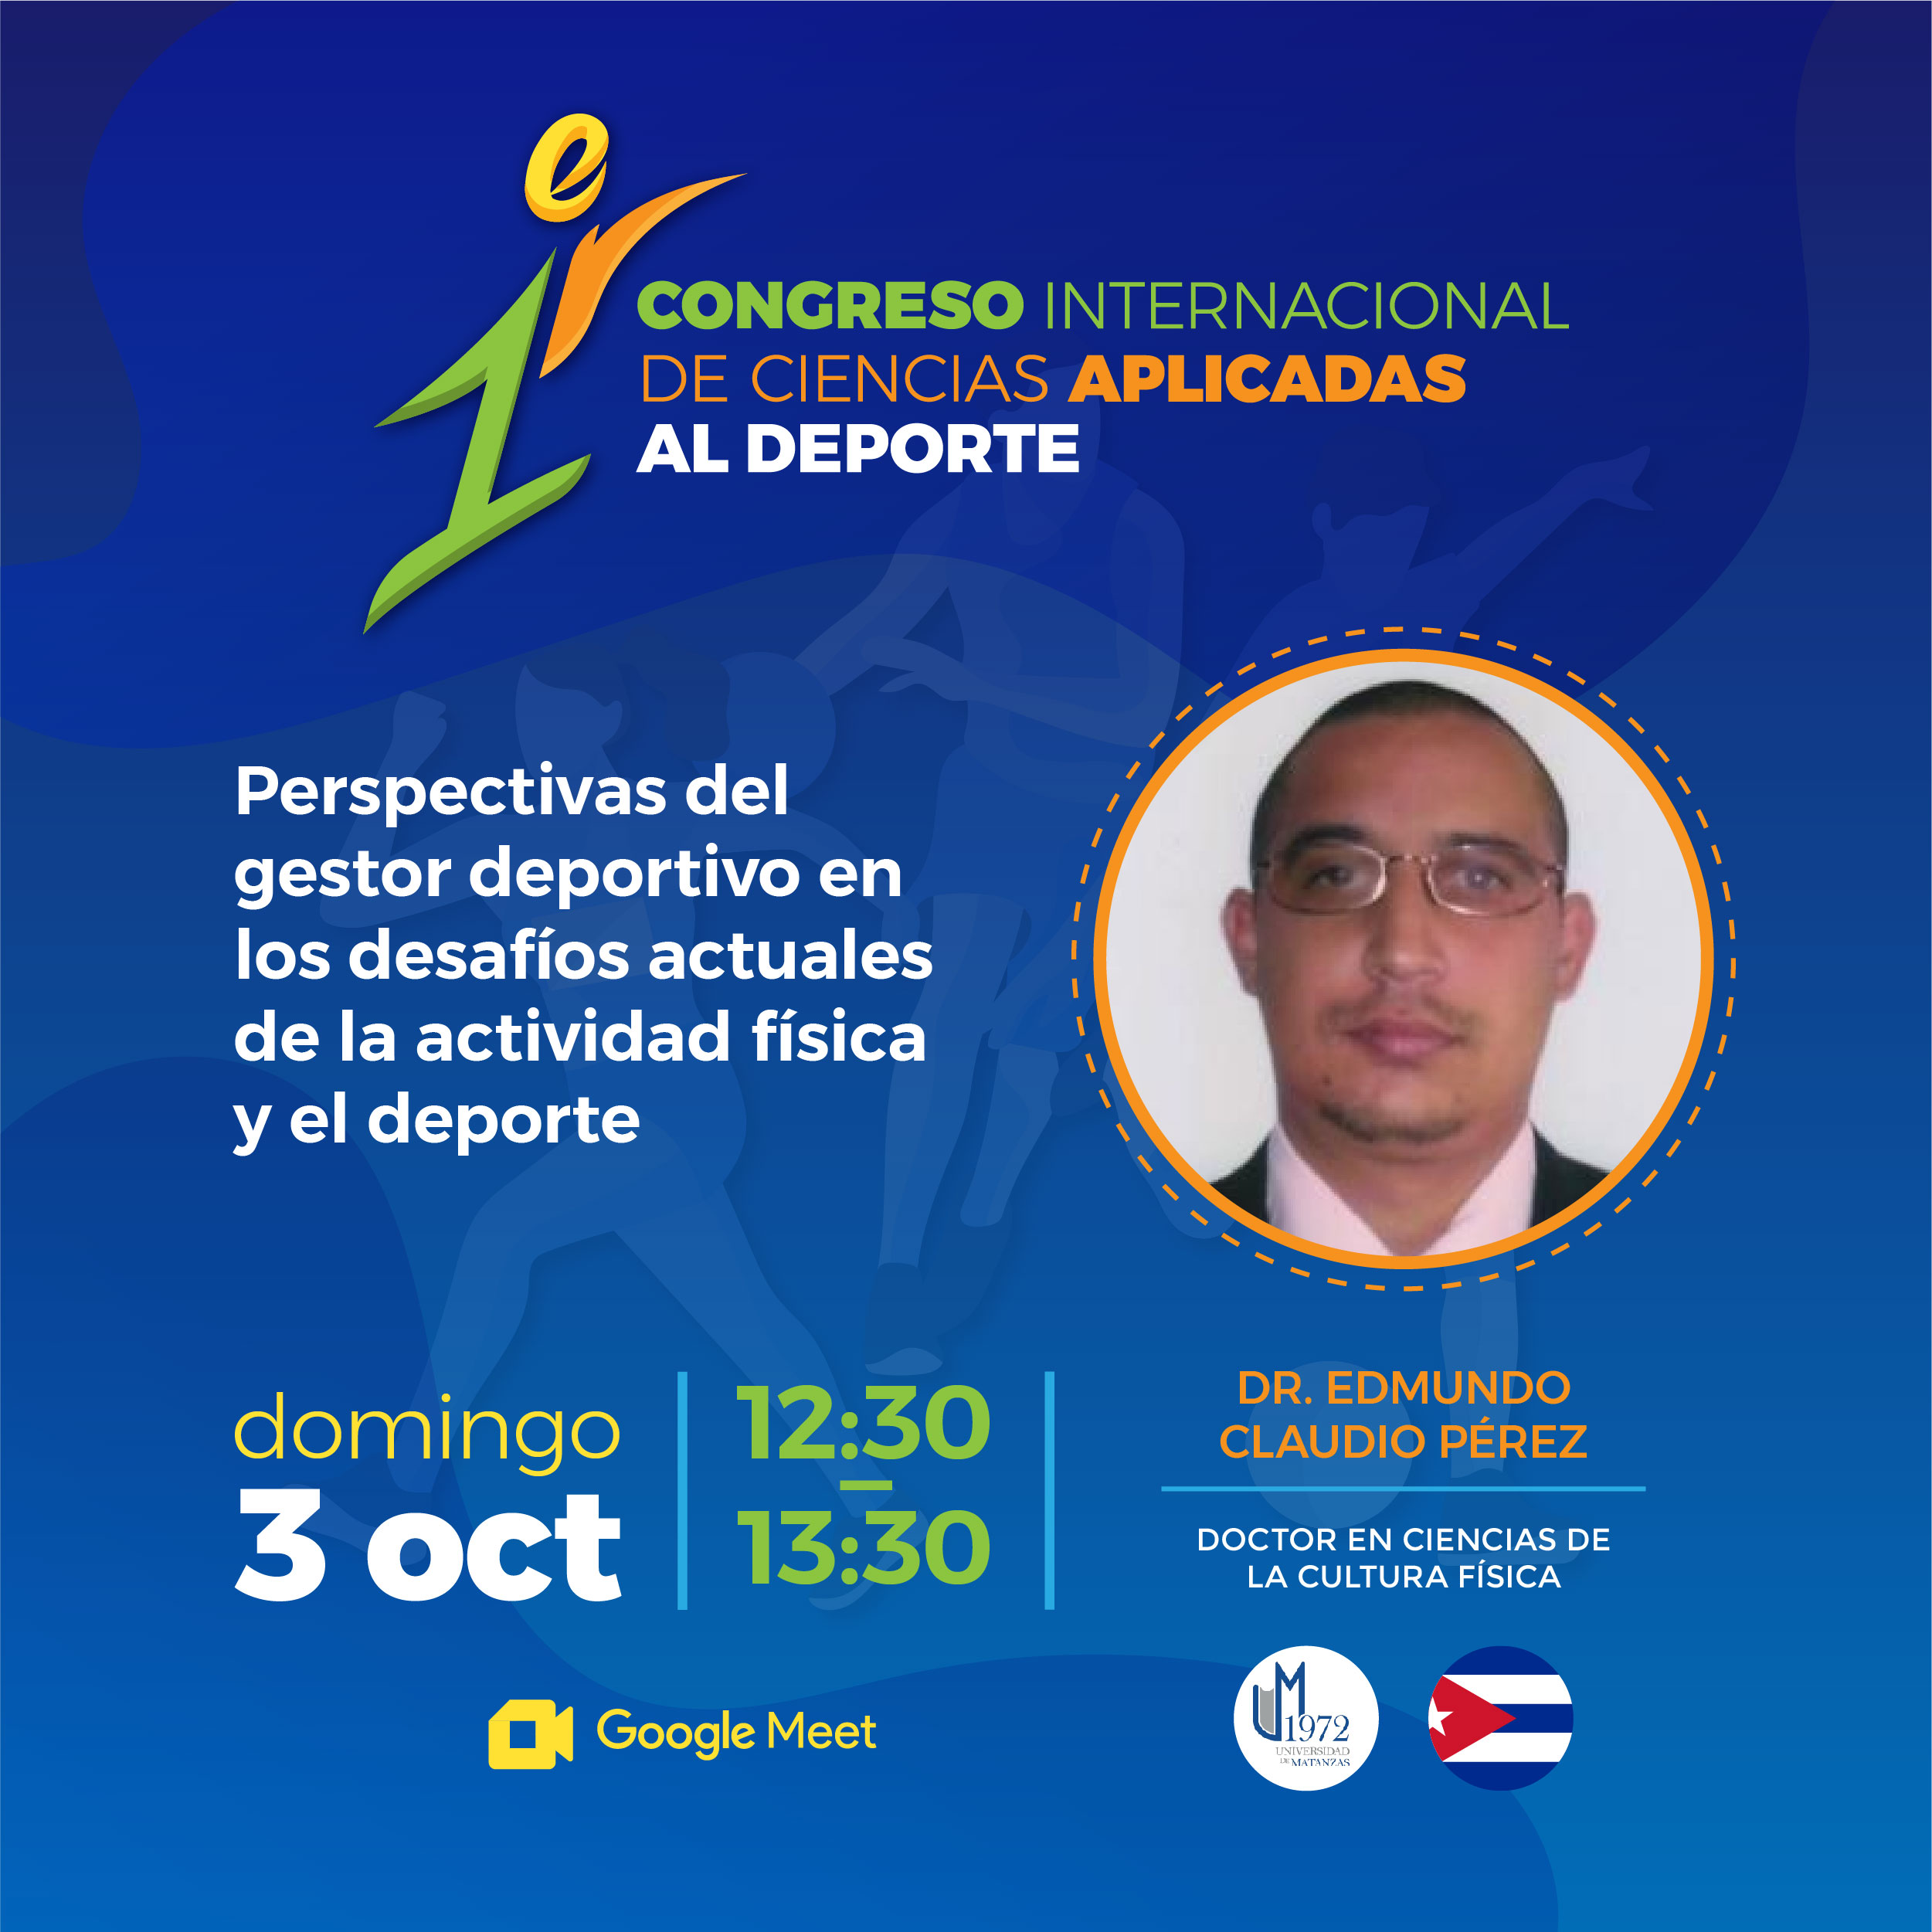 1er
CONGRESO INTERNACIONAL
DE CIENCIAS APLICADAS
AL DEPORTE
Perspectivas del
gestor deportivo en
los desafíos actuales
de la actividad física
y el deporte
domingo
3 oct
12:30
–
13:30
DR. EDMUNDO
CLAUDIO PÉREZ
DOCTOR EN CIENCIAS DE
LA CULTURA FÍSICA
Google Meet
UM
1972
UNIVERSIDAD
DE MATANZAS